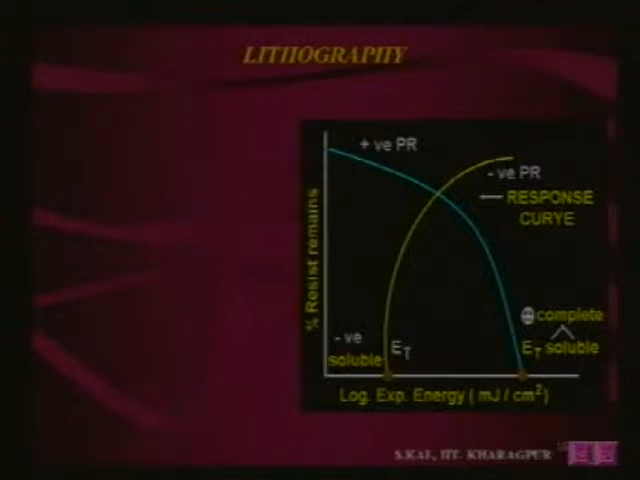 LITHOGRAPHY
+ ve PR
- ve PR
RESPONSE
CURYE
% Resist remains
- ve
soluble
ET
complete
ET soluble
Log. Exp. Energy ( mJ / cm²)
S.KAL, IIT. KHARAGPUR